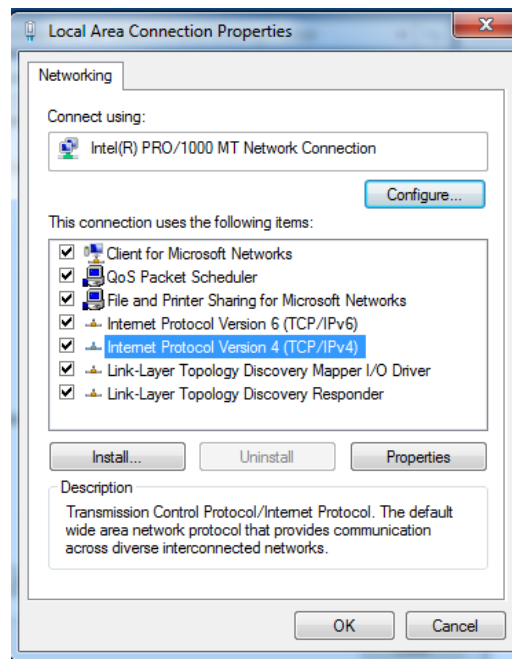 Local Area Connection Properties
Networking
Connect using:
Intel(R) PRO/1000 MT Network Connection
Configure...
This connection uses the following items:
Client for Microsoft Networks
QoS Packet Scheduler
File and Printer Sharing for Microsoft Networks
Internet Protocol Version 6 (TCP/IPv6)
Internet Protocol Version 4 (TCP/IPv4)
Link-Layer Topology Discovery Mapper I/O Driver
Link-Layer Topology Discovery Responder
Install...
Uninstall
Properties
Description
Transmission Control Protocol/Internet Protocol. The default
wide area network protocol that provides communication
across diverse interconnected networks.
OK
Cancel